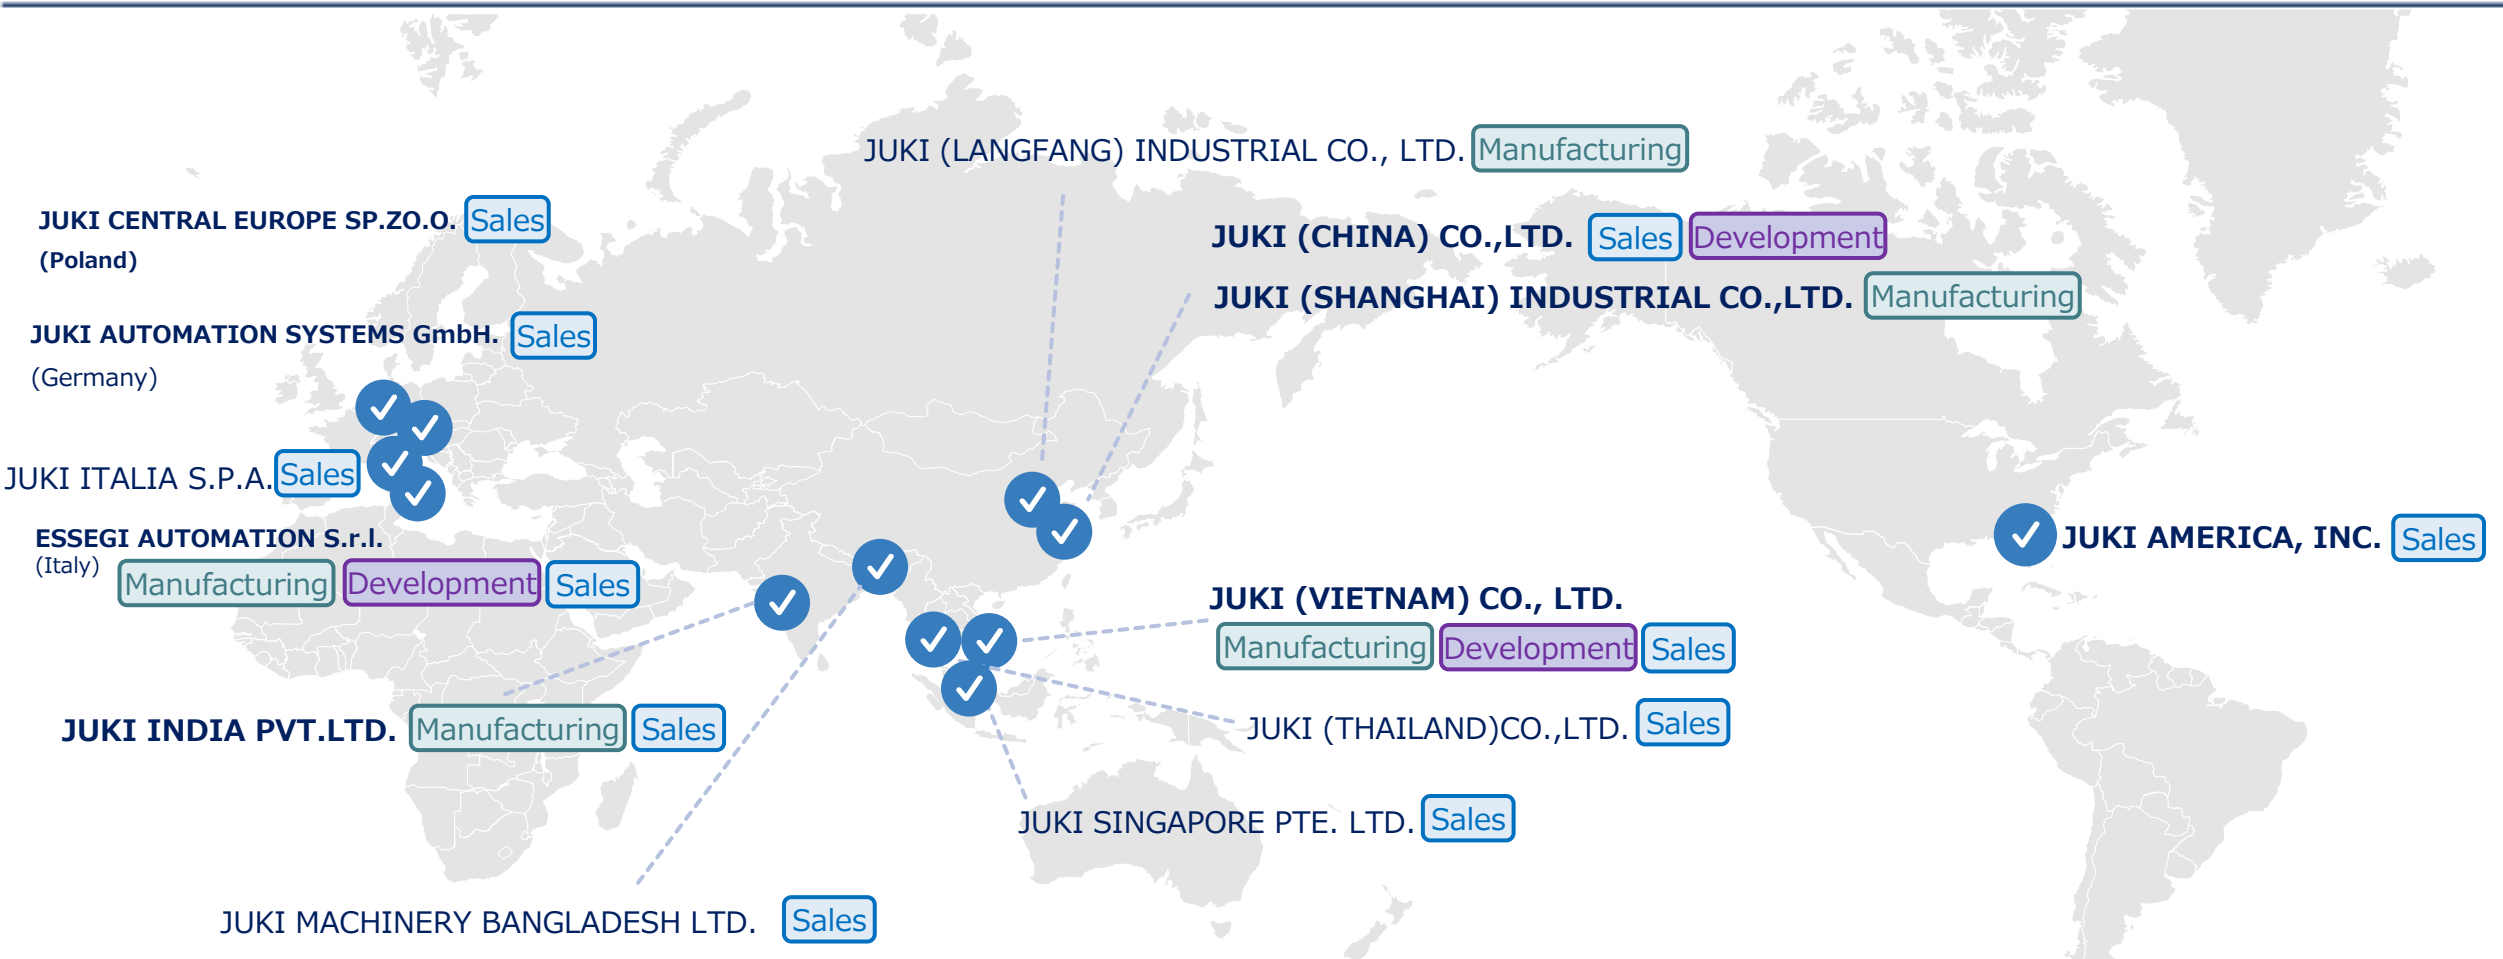 JUKI (LANGFANG) INDUSTRIAL CO., LTD. Manufacturing
JUKI CENTRAL EUROPE SP.ZO.O. Sales
(Poland)
JUKI (CHINA) CO.,LTD. Sales Development
JUKI (SHANGHAI) INDUSTRIAL CO.,LTD. Manufacturing
JUKI AUTOMATION SYSTEMS GmbH. Sales
(Germany)
JUKI ITALIA S.P.A. Sales
ESSEGI AUTOMATION S.r.l.
(Italy)
Manufacturing Development Sales
JUKI AMERICA, INC. Sales
JUKI (VIETNAM) CO., LTD.
Manufacturing Development Sales
JUKI INDIA PVT.LTD. Manufacturing Sales
JUKI (THAILAND)CO.,LTD. Sales
JUKI SINGAPORE PTE. LTD. Sales
JUKI MACHINERY BANGLADESH LTD. Sales